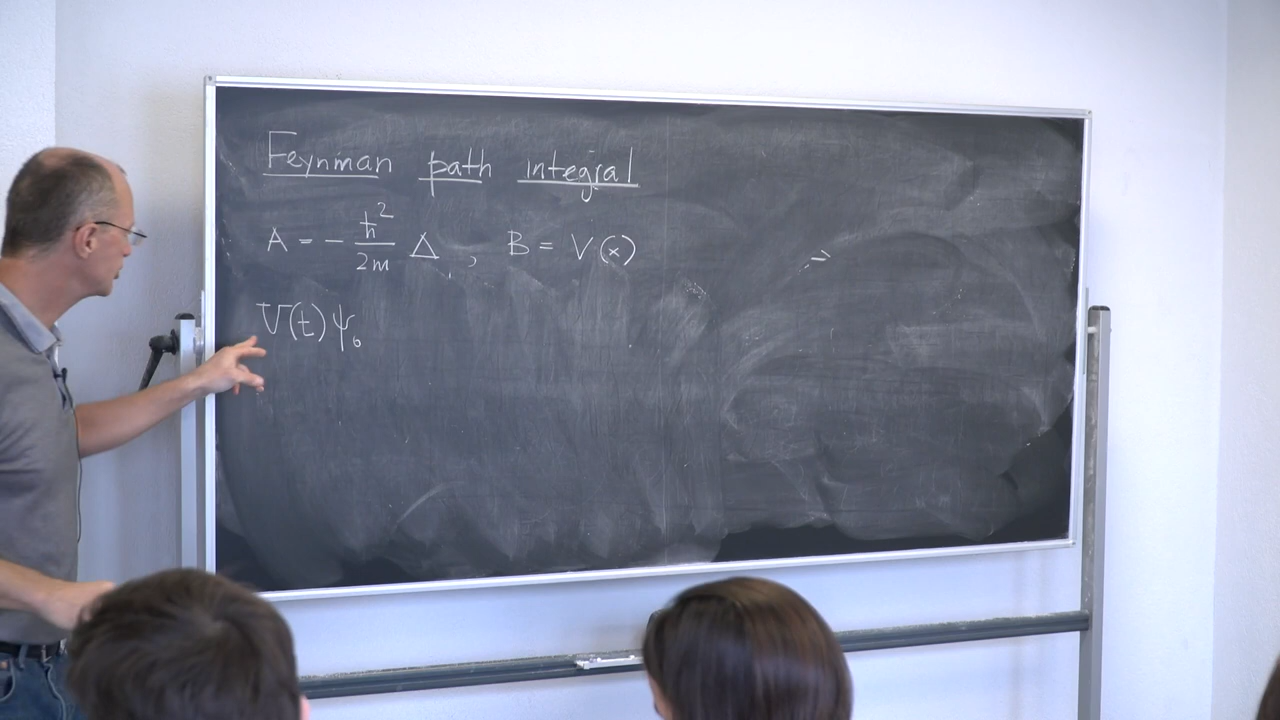 Feynman path integral
A = - ħ²/2m Δ, B = V(x)
U(t)ψ₀